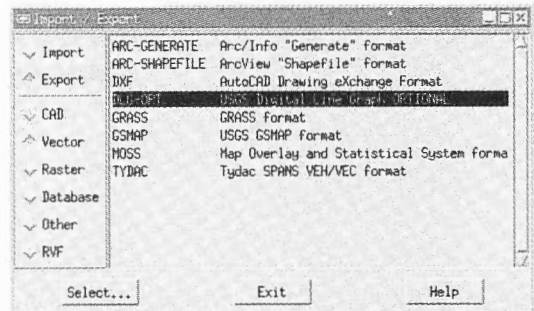 Import / Export
Import
Export
CAD
Vector
Raster
Database
Other
RVF
ARC-GENERATE Arc/Info "Generate" format
ARC-SHAPEFILE ArcView "Shapefile" format
DXF AutoCAD Drawing eXchange Format
DLG-OPT USGS Digital Line Graph OPTIONAL
GRASS GRASS format
GSMAP USGS GSMAP format
MOSS Map Overlay and Statistical System forma
TYDAC Tydac SPANS VEH/VEC format
Select... Exit Help